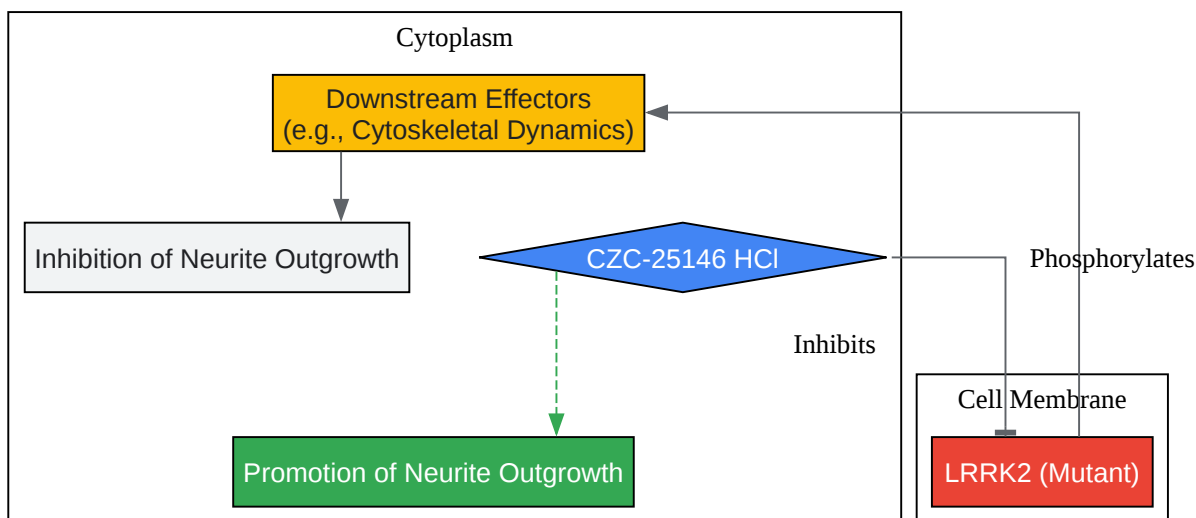 Cytoplasm
Downstream Effectors
(e.g., Cytoskeletal Dynamics)
Inhibition of Neurite Outgrowth
CZC-25146 HCl
Phosphorylates
Inhibits
Cell Membrane
Promotion of Neurite Outgrowth
LRRK2 (Mutant)